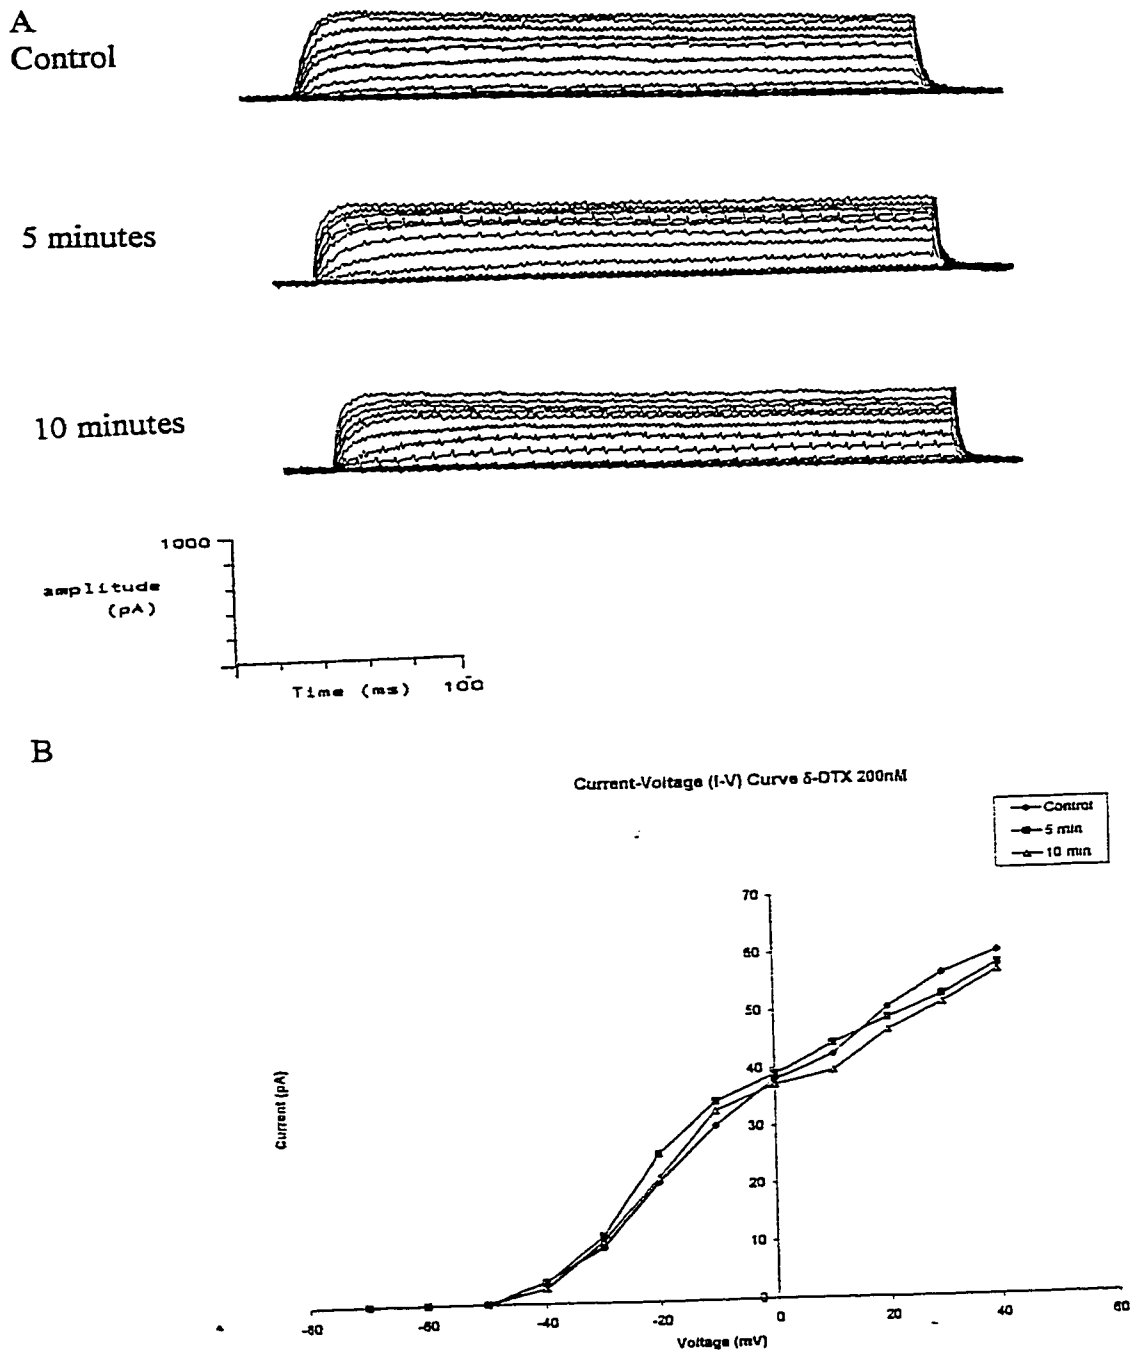 A
Control
5 minutes
10 minutes
1000
amplitude
(pA)
Time (ms) 100
B
Current-Voltage (I-V) Curve δ-DTX 200nM
Control
5 min
10 min
70
60
50
40
30
20
10
0
Current (pA)
-80 -60 -40 -20 0 20 40 60
Voltage (mV)